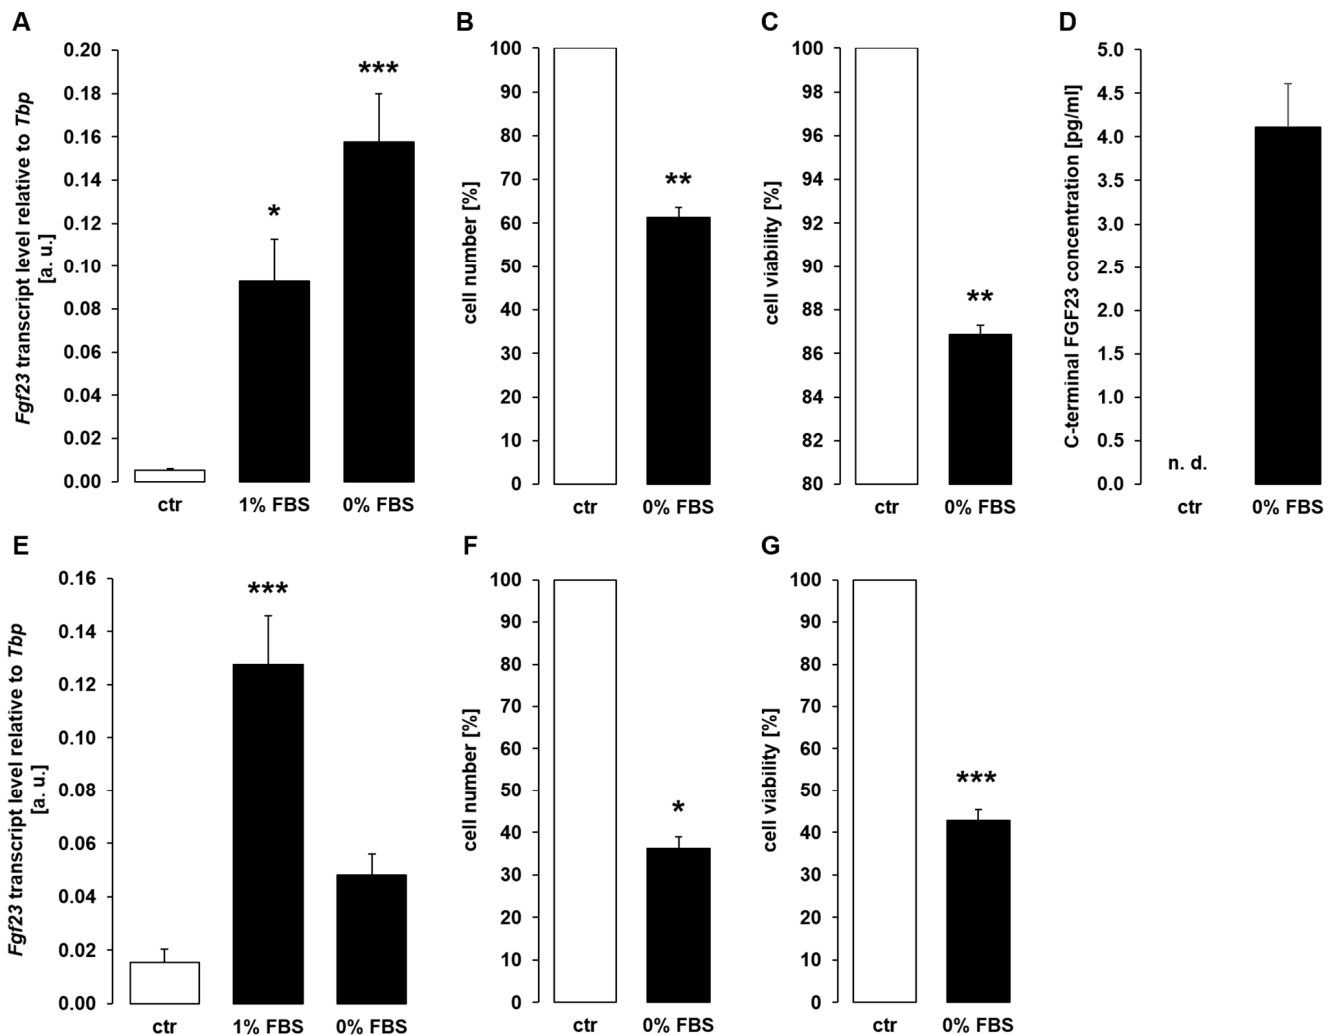 A
Fgf23 transcript level relative to Tbp
[a. u.]
0.20
0.18
0.16
0.14
0.12
0.10
0.08
0.06
0.04
0.02
0.00
*
***
ctr
1% FBS
0% FBS
B
cell number [%]
100
90
80
70
60
50
40
30
20
10
0
**
ctr
0% FBS
C
cell viability [%]
100
98
96
94
92
90
88
86
84
82
80
**
ctr
0% FBS
D
C-terminal FGF23 concentration [pg/ml]
5.0
4.5
4.0
3.5
3.0
2.5
2.0
1.5
1.0
0.5
0.0
n. d.
ctr
0% FBS
E
Fgf23 transcript level relative to Tbp
[a. u.]
0.16
0.14
0.12
0.10
0.08
0.06
0.04
0.02
0.00
***
ctr
1% FBS
0% FBS
F
cell number [%]
100
90
80
70
60
50
40
30
20
10
0
*
ctr
0% FBS
G
cell viability [%]
100
90
80
70
60
50
40
30
20
10
0
***
ctr
0% FBS